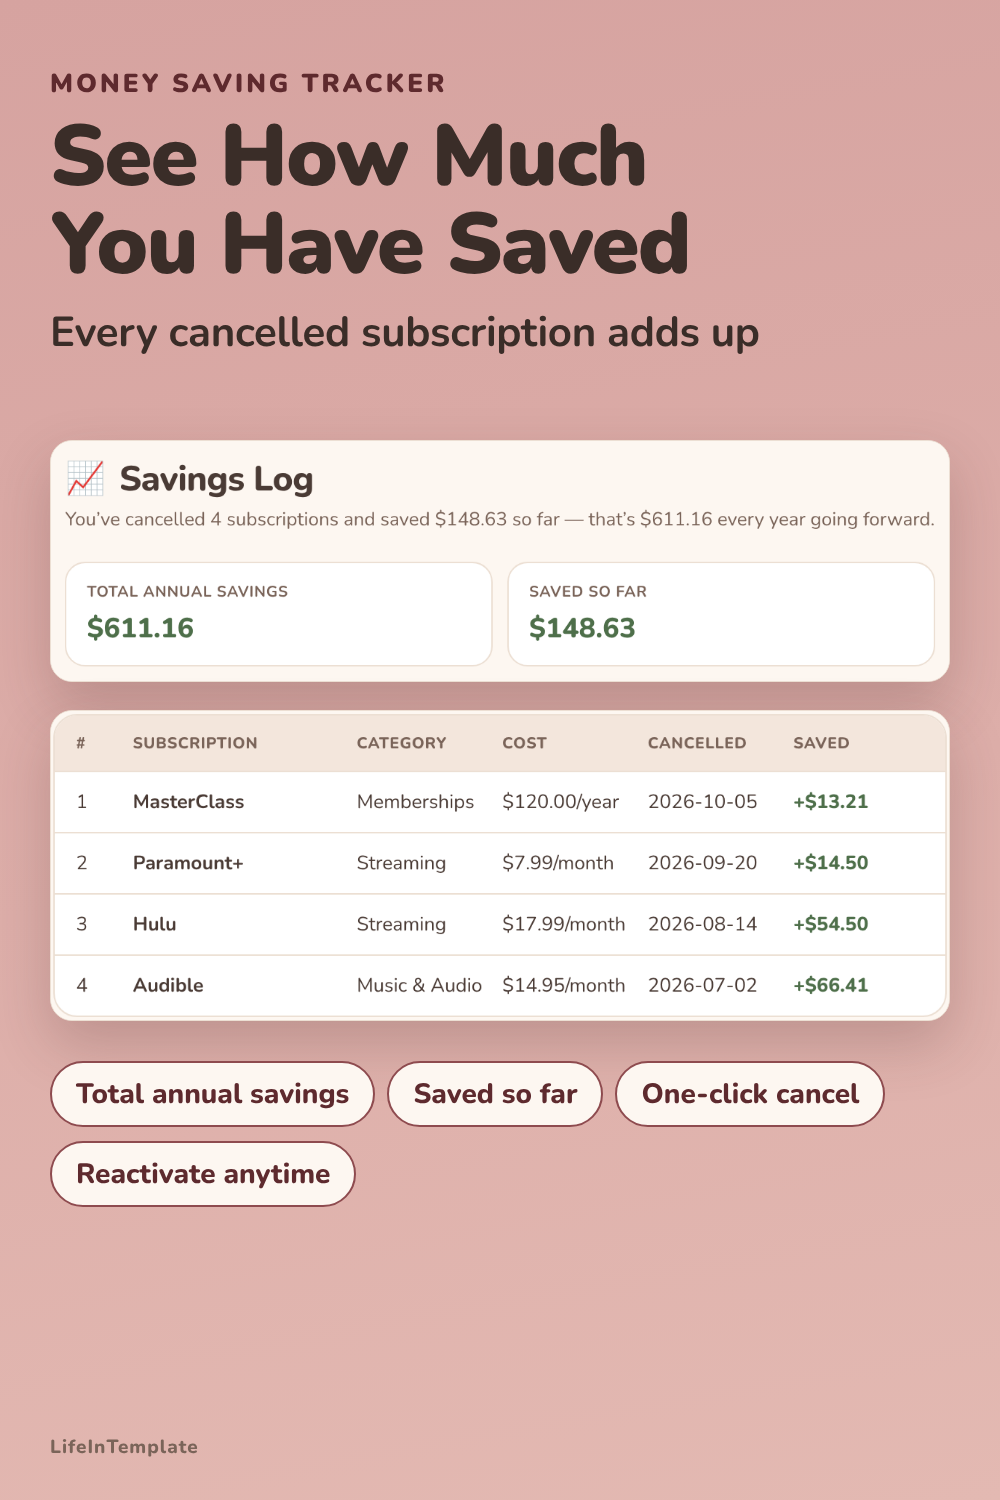 MONEY SAVING TRACKER
See How Much
You Have Saved
Every cancelled subscription adds up
Savings Log
You've cancelled 4 subscriptions and saved $148.63 so far — that's $611.16 every year going forward.
TOTAL ANNUAL SAVINGS
$611.16
SAVED SO FAR
$148.63
# SUBSCRIPTION CATEGORY COST CANCELLED SAVED
1 MasterClass Memberships $120.00/year 2026-10-05 +$13.21
2 Paramount+ Streaming $7.99/month 2026-09-20 +$14.50
3 Hulu Streaming $17.99/month 2026-08-14 +$54.50
4 Audible Music & Audio $14.95/month 2026-07-02 +$66.41
Total annual savings Saved so far One-click cancel
Reactivate anytime
LifeInTemplate